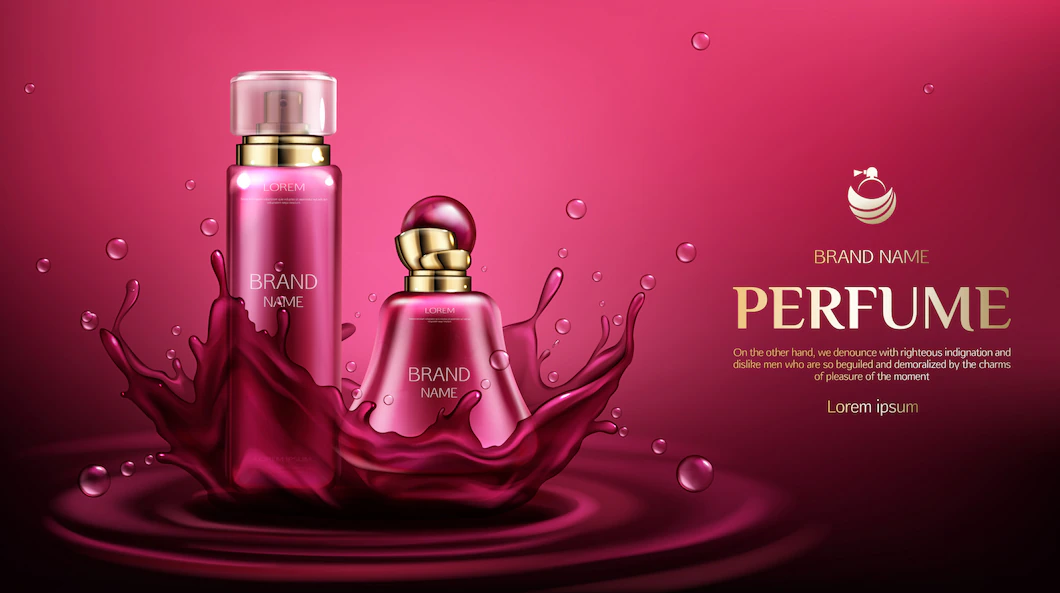 LOREM
BRAND
NAME
LOREM
BRAND
NAME
BRAND NAME
PERFUME
On the other hand, we denounce with righteous indignation and
dislike men who are so beguiled and demoralized by the charms
of pleasure of the moment
Lorem ipsum